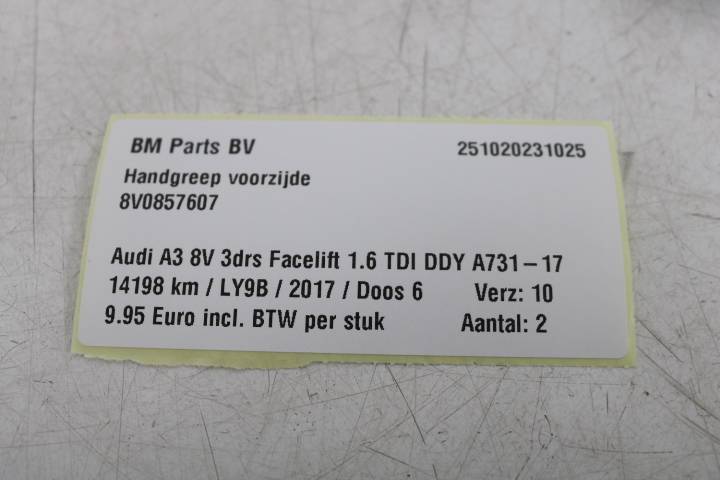 BM Parts BV 251020231025
Handgreep voorzijde
8V0857607
Audi A3 8V 3drs Facelift 1.6 TDI DDY A731-17
14198 km / LY9B / 2017 / Doos 6 Verz: 10
9.95 Euro incl. BTW per stuk Aantal: 2